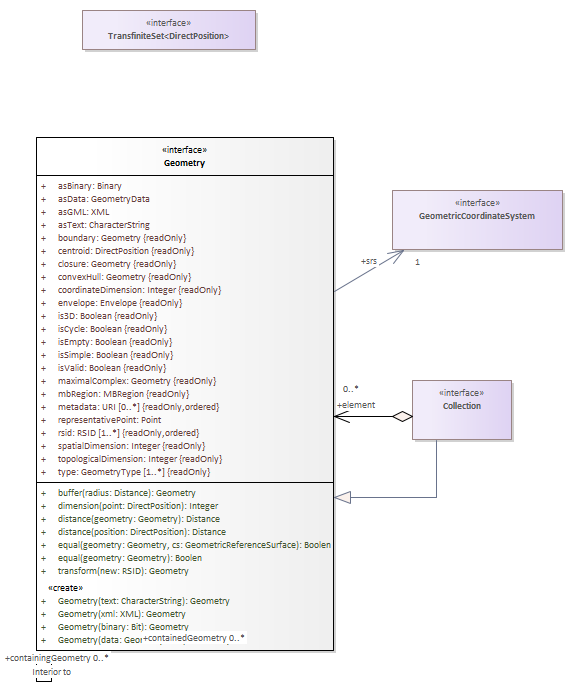 «interface»
TransfiniteSet<DirectPosition>
«interface»
Geometry
+ asBinary: Binary
+ asData: GeometryData
+ asGML: XML
+ asText: CharacterString
+ boundary: Geometry {readOnly}
+ centroid: DirectPosition {readOnly}
+ closure: Geometry {readOnly}
+ convexHull: Geometry {readOnly}
+ coordinateDimension: Integer {readOnly}
+ envelope: Envelope {readOnly}
+ is3D: Boolean {readOnly}
+ isCycle: Boolean {readOnly}
+ isEmpty: Boolean {readOnly}
+ isSimple: Boolean {readOnly}
+ isValid: Boolean {readOnly}
+ maximalComplex: Geometry {readOnly}
+ mbRegion: MBRegion {readOnly}
+ metadata: URI [0..*] {readOnly,ordered}
+ representativePoint: Point
+ rsid: RSID [1..*] {readOnly,ordered}
+ spatialDimension: Integer {readOnly}
+ topologicalDimension: Integer {readOnly}
+ type: GeometryType [1..*] {readOnly}
+ buffer(radius: Distance): Geometry
+ dimension(point: DirectPosition): Integer
+ distance(geometry: Geometry): Distance
+ distance(position: DirectPosition): Distance
+ equal(geometry: Geometry, cs: GeometricReferenceSurface): Boolen
+ equal(geometry: Geometry): Boolen
+ transform(new: RSID): Geometry
«create»
+ Geometry(text: CharacterString): Geometry
+ Geometry(xml: XML): Geometry
+ Geometry(binary: Bit): Geometry
+ Geometry(data: Geor
+containedGeometry 0..*
+containingGeometry 0..*
Interior to
«interface»
GeometricCoordinateSystem
+srs
1
0..*
+element
«interface»
Collection